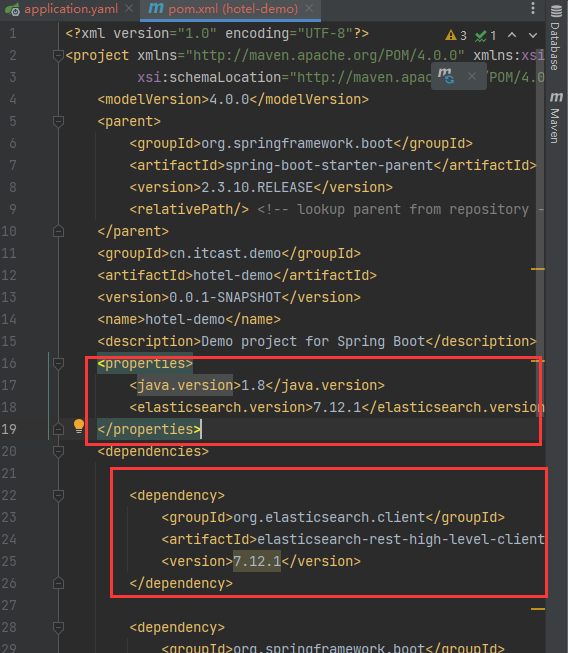 application.yaml
pom.xml (hotel-demo)
3
1
1 <?xml version="1.0" encoding="UTF-8"?>
2 <project xmlns="http://maven.apache.org/POM/4.0.0" xmlns:xsi
3 xsi:schemaLocation="http://maven.apac /POM/4.0
4 <modelVersion>4.0.0</modelVersion>
5 <parent>
6 <groupId>org.springframework.boot</groupId>
7 <artifactId>spring-boot-starter-parent</artifactId>
8 <version>2.3.10.RELEASE</version>
9 <relativePath/> <!-- lookup parent from repository -
10 </parent>
11 <groupId>cn.itcast.demo</groupId>
12 <artifactId>hotel-demo</artifactId>
13 <version>0.0.1-SNAPSHOT</version>
14 <name>hotel-demo</name>
15 <description>Demo project for Spring Boot</description>
16 <properties>
17 <java.version>1.8</java.version>
18 <elasticsearch.version>7.12.1</elasticsearch.version
19 </properties>
20 <dependencies>
21
22 <dependency>
23 <groupId>org.elasticsearch.client</groupId>
24 <artifactId>elasticsearch-rest-high-level-client
25 <version>7.12.1</version>
26 </dependency>
27
28 <dependency>
29 <groupId>org.springframework.boot</groupId>
Database
m
Maven